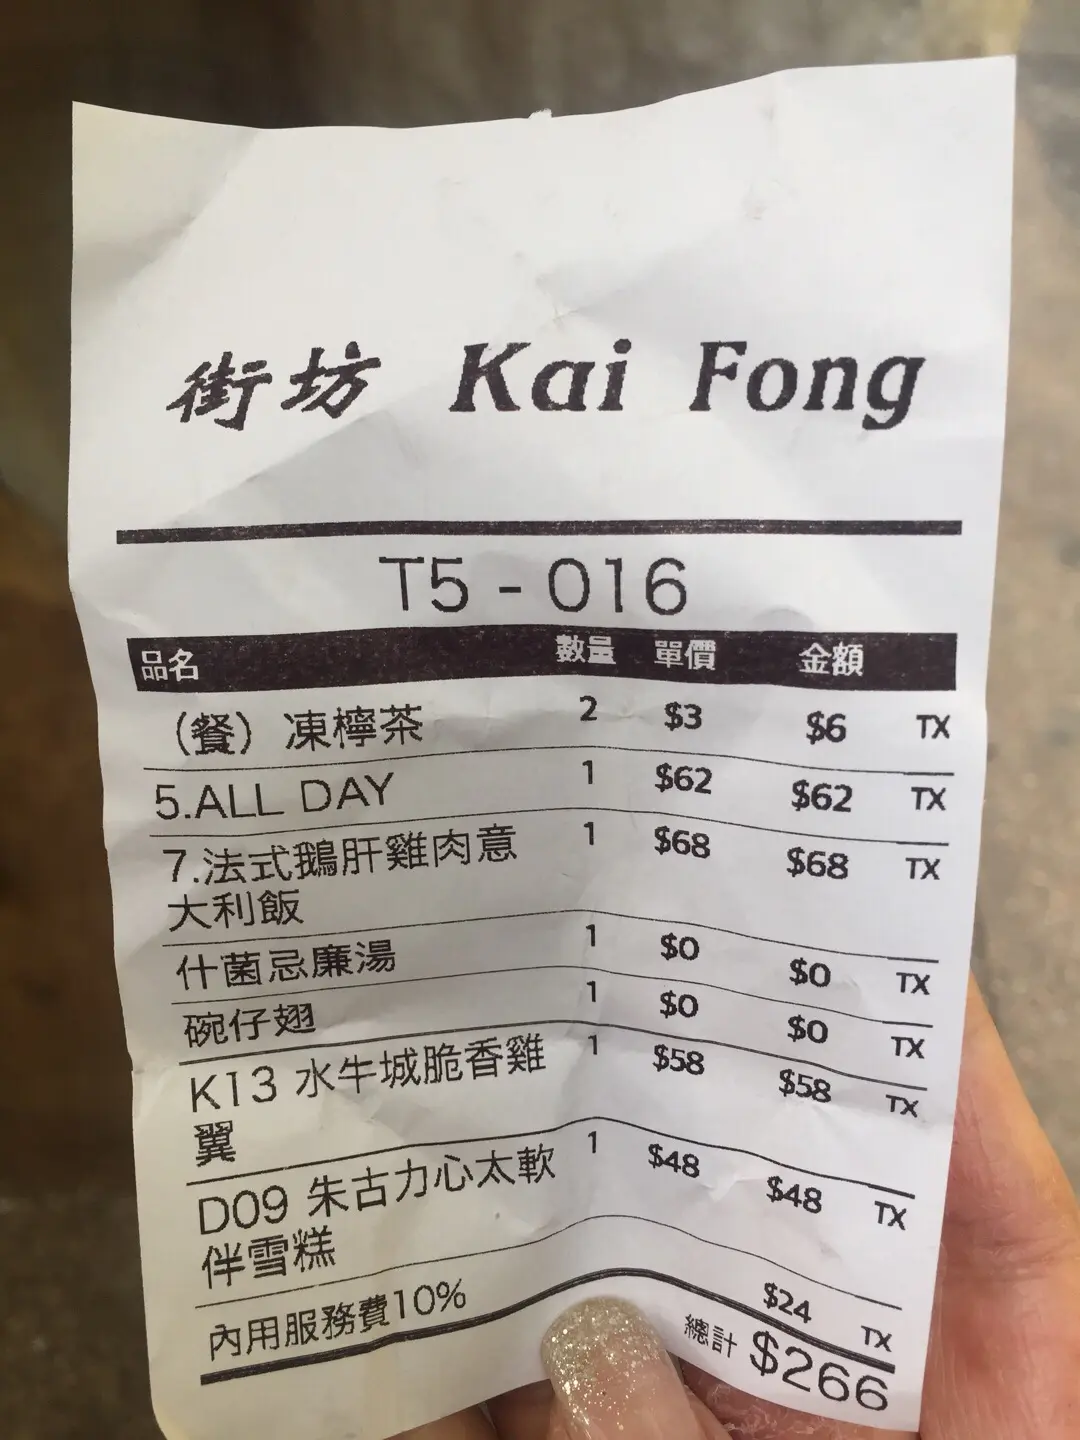 街坊 Kai Fong
T5 - 016
品名 數量 單價 金額
（餐）凍檸茶 2 $3 $6 TX
5.ALL DAY 1 $62 $62 TX
7.法式鵝肝雞肉意 1 $68 $68 TX
大利飯
什菌忌廉湯 1 $0 $0 TX
碗仔翅 1 $0 $0 TX
K13 水牛城脆香雞 1 $58 $58 TX
翼
D09 朱古力心太軟 1 $48 $48 TX
伴雪糕
內用服務費10% $24 TX
總計 $266